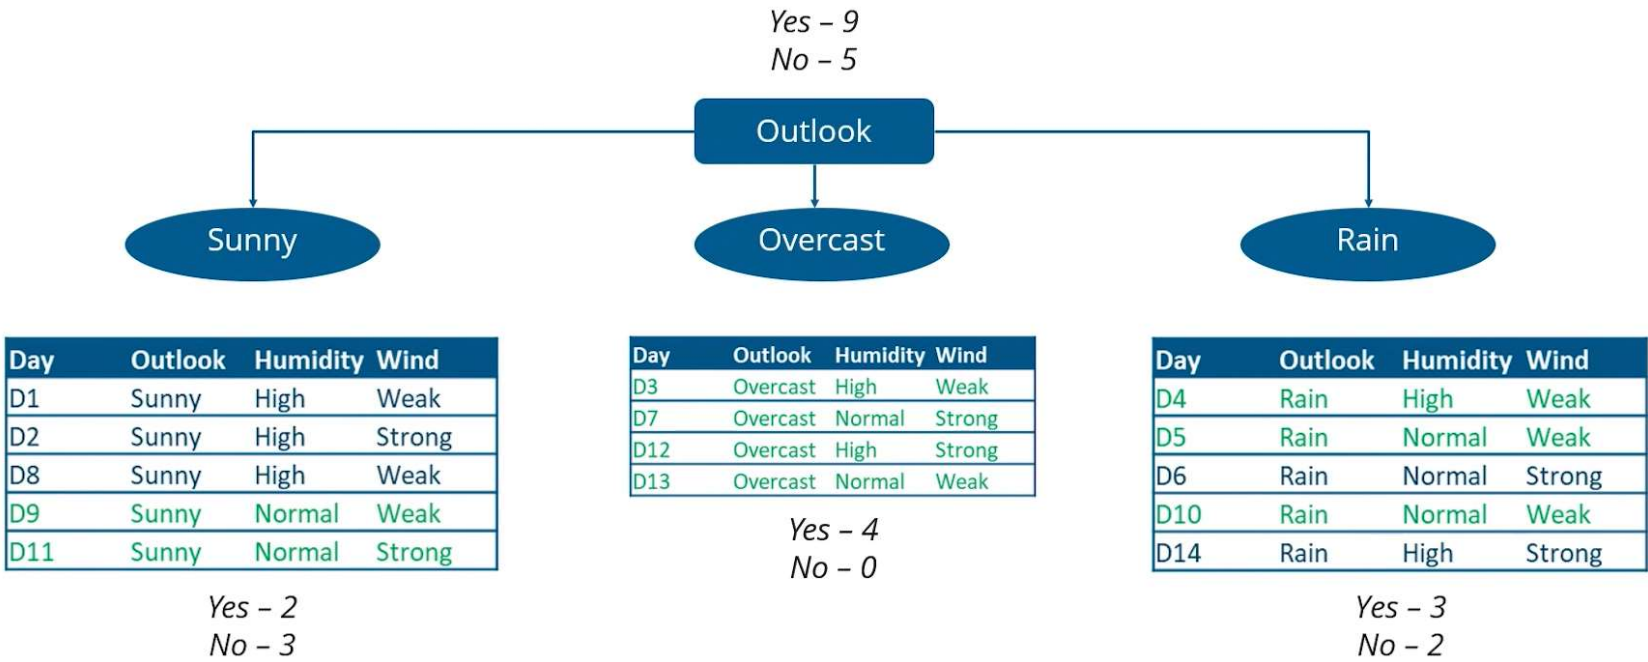 Yes – 9
No – 5
Outlook
Sunny
Overcast
Rain
Day Outlook Humidity Wind
D1 Sunny High Weak
D2 Sunny High Strong
D8 Sunny High Weak
D9 Sunny Normal Weak
D11 Sunny Normal Strong
Yes – 2
No – 3
Day Outlook Humidity Wind
D3 Overcast High Weak
D7 Overcast Normal Strong
D12 Overcast High Strong
D13 Overcast Normal Weak
Yes – 4
No – 0
Day Outlook Humidity Wind
D4 Rain High Weak
D5 Rain Normal Weak
D6 Rain Normal Strong
D10 Rain Normal Weak
D14 Rain High Strong
Yes – 3
No – 2